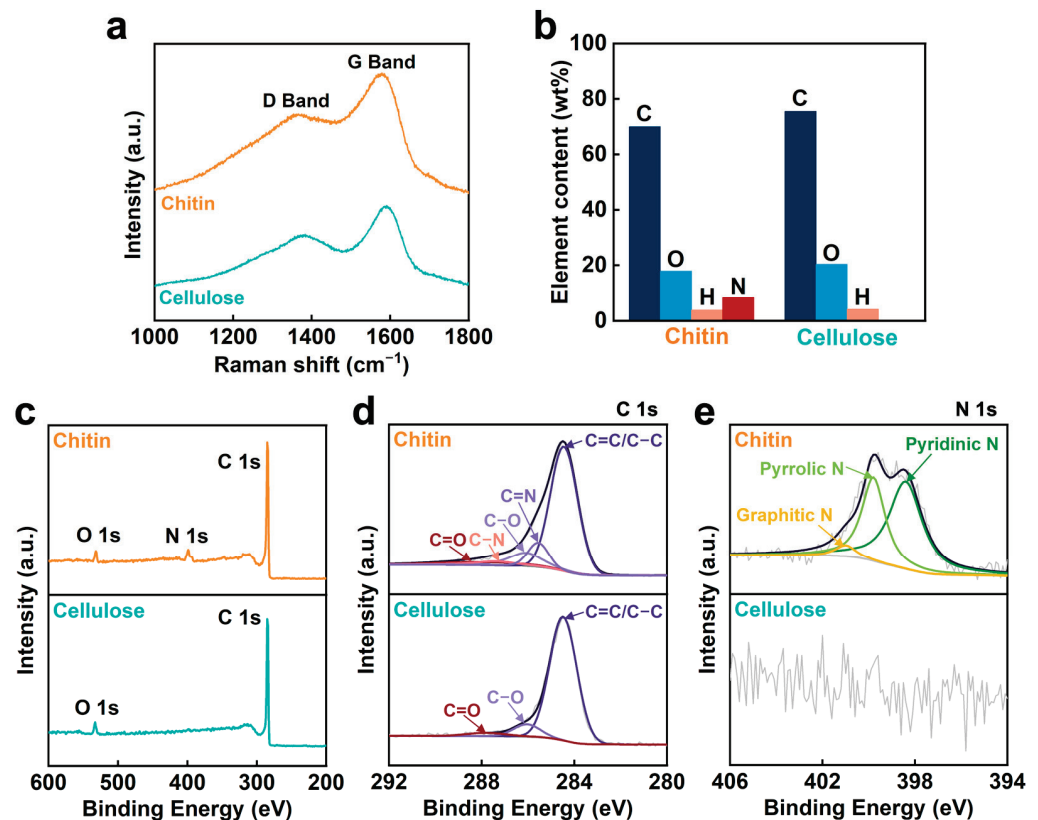 a
G Band
D Band
Chitin
Cellulose
Intensity (a.u.)
1000 1200 1400 1600 1800
Raman shift (cm⁻¹)
b
Element content (wt%)
100
80
60
40
20
0
C
O
H
N
C
O
H
Chitin
Cellulose
c
Chitin
C 1s
O 1s
N 1s
Cellulose
C 1s
O 1s
Intensity (a.u.)
600 500 400 300 200
Binding Energy (eV)
d
C 1s
Chitin
C=C/C−C
C=N
C−O
C=O
C−N
Cellulose
C=C/C−C
C−O
C=O
Intensity (a.u.)
292 288 284 280
Binding Energy (eV)
e
N 1s
Chitin
Pyridinic N
Pyrrolic N
Graphitic N
Cellulose
Intensity (a.u.)
406 402 398 394
Binding Energy (eV)